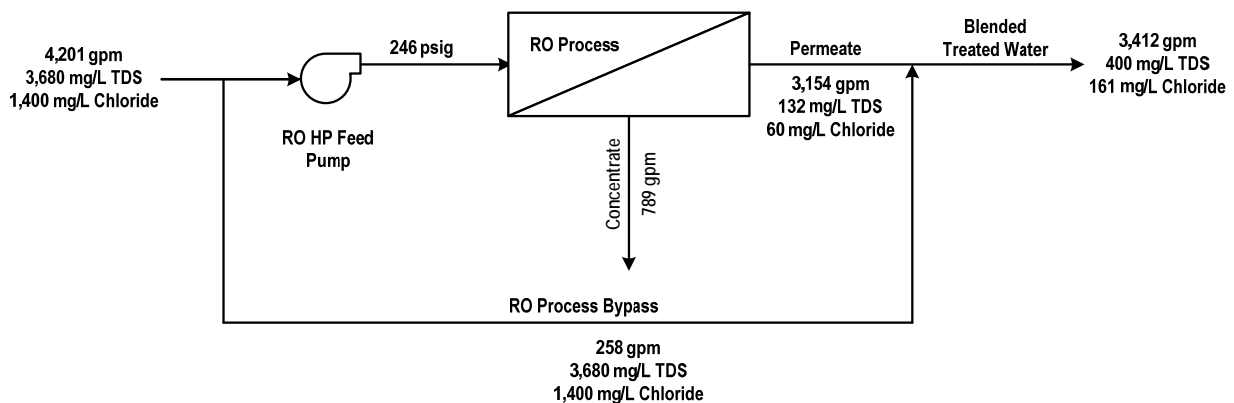 4,201 gpm
3,680 mg/L TDS
1,400 mg/L Chloride
RO HP Feed
Pump
246 psig
RO Process
Concentrate
789 gpm
Permeate
3,154 gpm
132 mg/L TDS
60 mg/L Chloride
Blended
Treated Water
3,412 gpm
400 mg/L TDS
161 mg/L Chloride
RO Process Bypass
258 gpm
3,680 mg/L TDS
1,400 mg/L Chloride